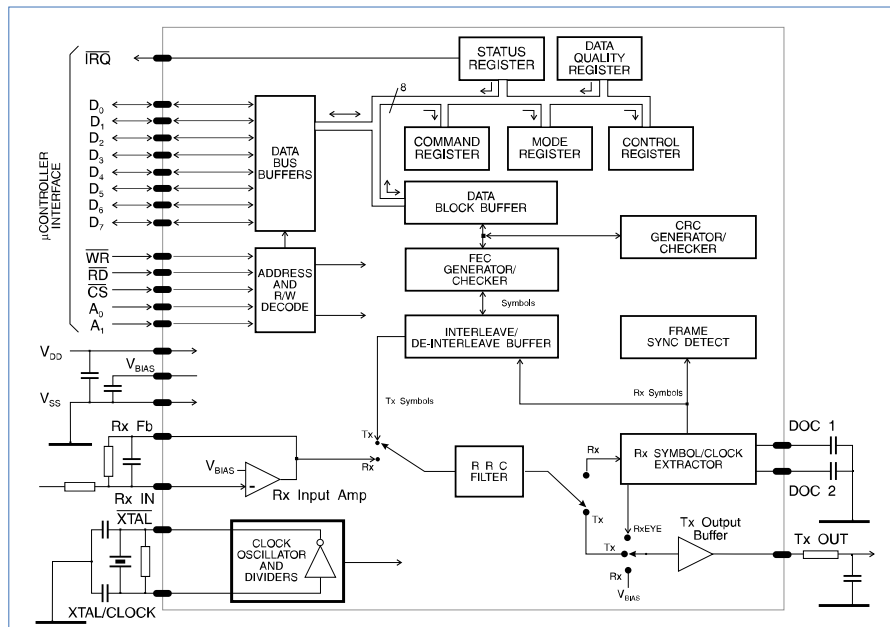 IRQ
STATUS
REGISTER
DATA
QUALITY
REGISTER
8
D0
D1
D2
D3
D4
D5
D6
D7
DATA
BUS
BUFFERS
COMMAND
REGISTER
MODE
REGISTER
CONTROL
REGISTER
µCONTROLLER
INTERFACE
DATA
BLOCK BUFFER
CRC
GENERATOR/
CHECKER
WR
RD
CS
A0
A1
ADDRESS
AND
R/W
DECODE
FEC
GENERATOR/
CHECKER
Symbols
INTERLEAVE/
DE-INTERLEAVE BUFFER
FRAME
SYNC DETECT
VDD
VBIAS
VSS
Tx Symbols
Rx Symbols
Rx Fb
Tx
Rx
VBIAS
Rx IN
Rx Input Amp
R R C
FILTER
Rx
Tx
Rx SYMBOL/CLOCK
EXTRACTOR
DOC 1
DOC 2
RxEYE
Tx
Rx
VBIAS
Tx Output
Buffer
Tx OUT
XTAL
CLOCK
OSCILLATOR
AND
DIVIDERS
XTAL/CLOCK